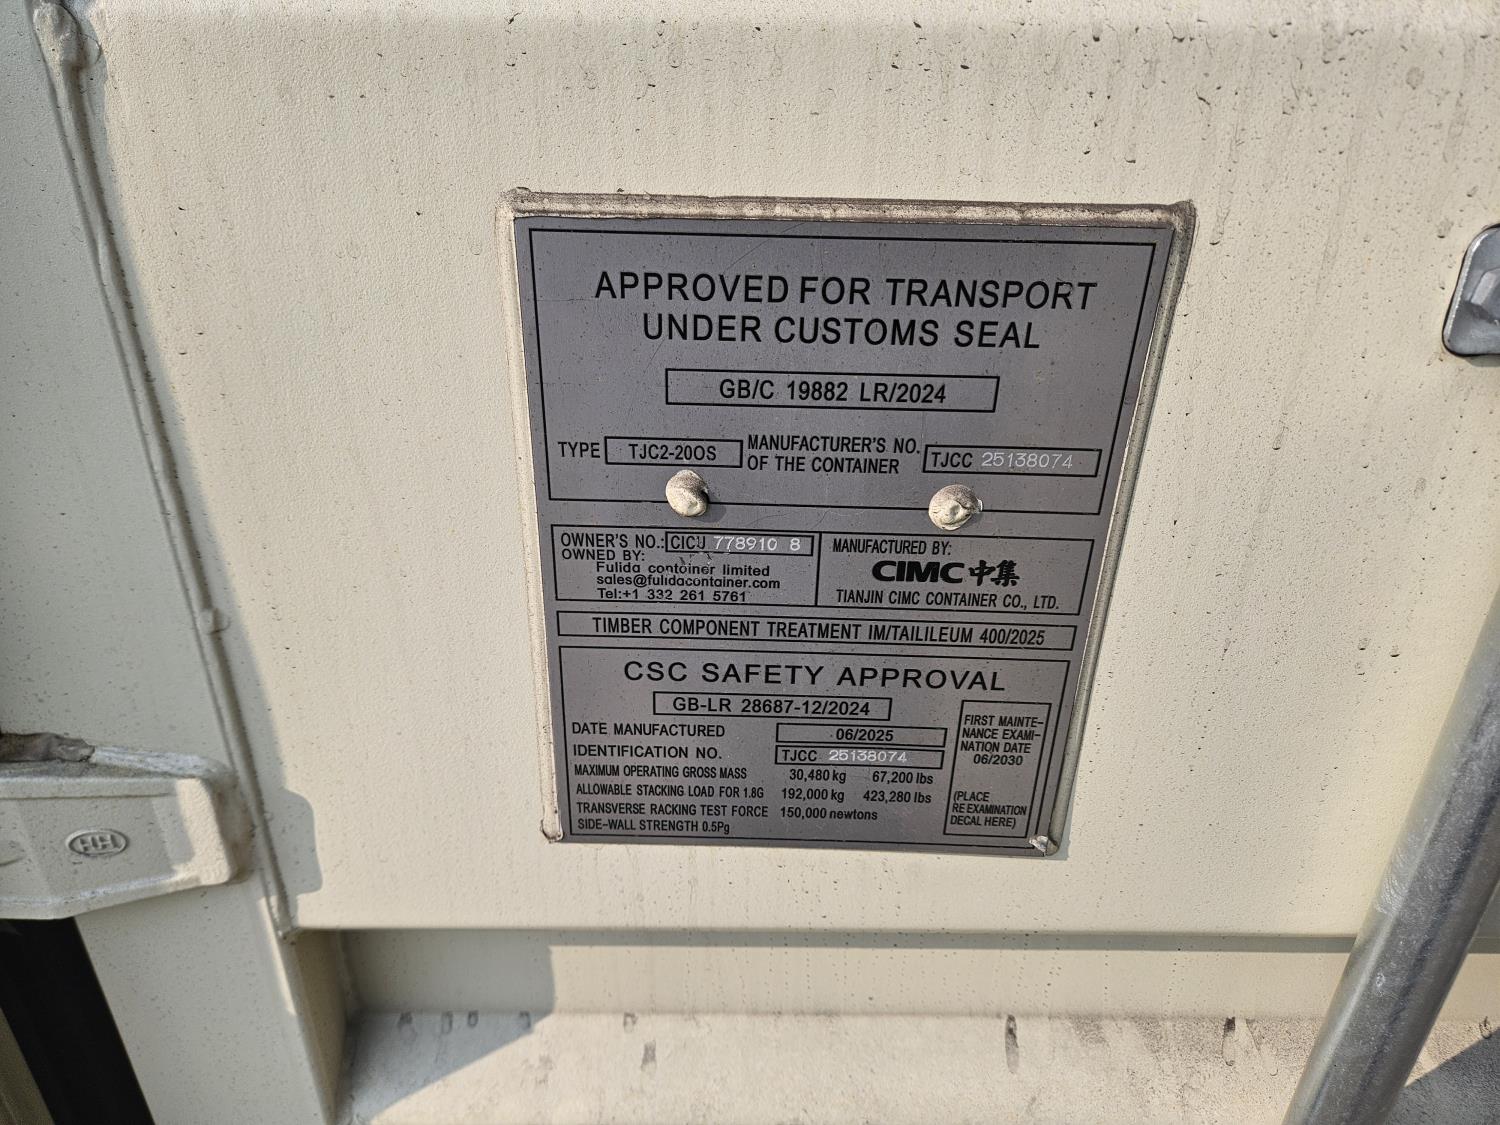 APPROVED FOR TRANSPORT
UNDER CUSTOMS SEAL
GB/C 19882 LR/2024
TYPE TJC2-20OS MANUFACTURER'S NO. OF THE CONTAINER TJCC 25138074
OWNER'S NO.: CICU 778910 8
OWNED BY:
Fulida container limited
sales@fulidacontainer.com
Tel:+1 332 261 5761
MANUFACTURED BY:
CIMC 中集
TIANJIN CIMC CONTAINER CO., LTD.
TIMBER COMPONENT TREATMENT IM/TAILILEUM 400/2025
CSC SAFETY APPROVAL
GB-LR 28687-12/2024
DATE MANUFACTURED 06/2025
IDENTIFICATION NO. TJCC 25138074
MAXIMUM OPERATING GROSS MASS 30,480 kg 67,200 lbs
ALLOWABLE STACKING LOAD FOR 1.8G 192,000 kg 423,280 lbs
TRANSVERSE RACKING TEST FORCE 150,000 newtons
SIDE-WALL STRENGTH 0.5Pg
FIRST MAINTE-
NANCE EXAMI-
NATION DATE
06/2030
(PLACE
RE EXAMINATION
DECAL HERE)